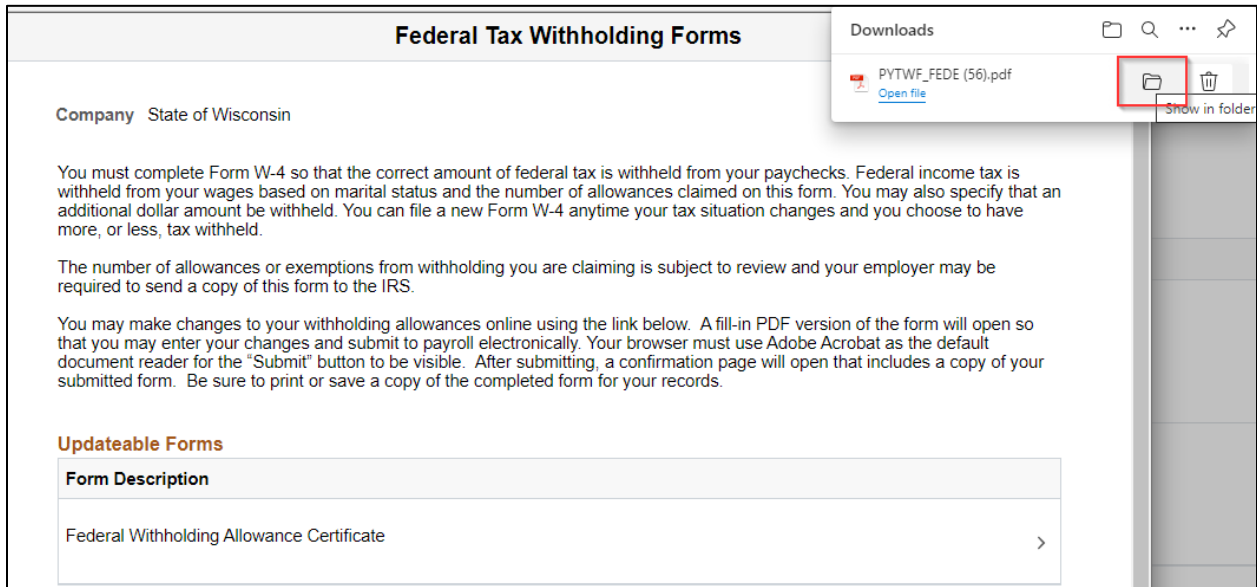 Federal Tax Withholding Forms
Downloads
PYTWF_FEDE (56).pdf
Open file
Show in folder
Company State of Wisconsin
You must complete Form W-4 so that the correct amount of federal tax is withheld from your paychecks. Federal income tax is
withheld from your wages based on marital status and the number of allowances claimed on this form. You may also specify that an
additional dollar amount be withheld. You can file a new Form W-4 anytime your tax situation changes and you choose to have
more, or less, tax withheld.
The number of allowances or exemptions from withholding you are claiming is subject to review and your employer may be
required to send a copy of this form to the IRS.
You may make changes to your withholding allowances online using the link below. A fill-in PDF version of the form will open so
that you may enter your changes and submit to payroll electronically. Your browser must use Adobe Acrobat as the default
document reader for the “Submit” button to be visible. After submitting, a confirmation page will open that includes a copy of your
submitted form. Be sure to print or save a copy of the completed form for your records.
Updateable Forms
Form Description
Federal Withholding Allowance Certificate